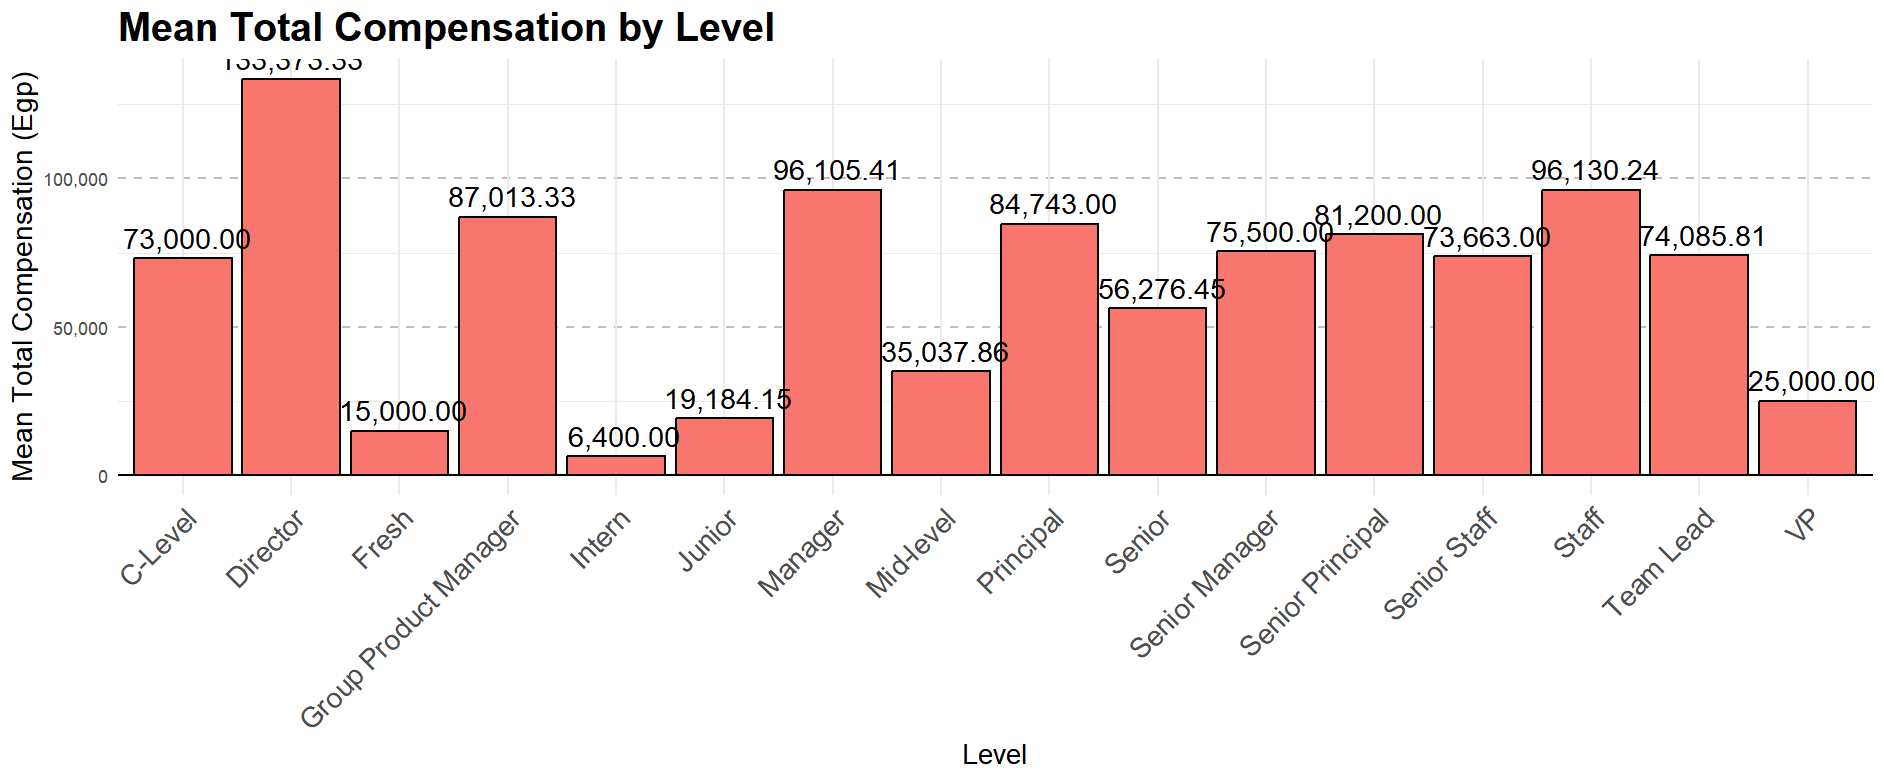 Mean Total Compensation by Level
Mean Total Compensation (Egp)
100,000
50,000
0
73,000.00
133,373.33
15,000.00
87,013.33
6,400.00
19,184.15
96,105.41
35,037.86
84,743.00
56,276.45
75,500.00
81,200.00
73,663.00
96,130.24
74,085.81
25,000.00
C-Level
Director
Fresh
Group Product Manager
Intern
Junior
Manager
Mid-level
Principal
Senior
Senior Manager
Senior Principal
Senior Staff
Staff
Team Lead
VP
Level